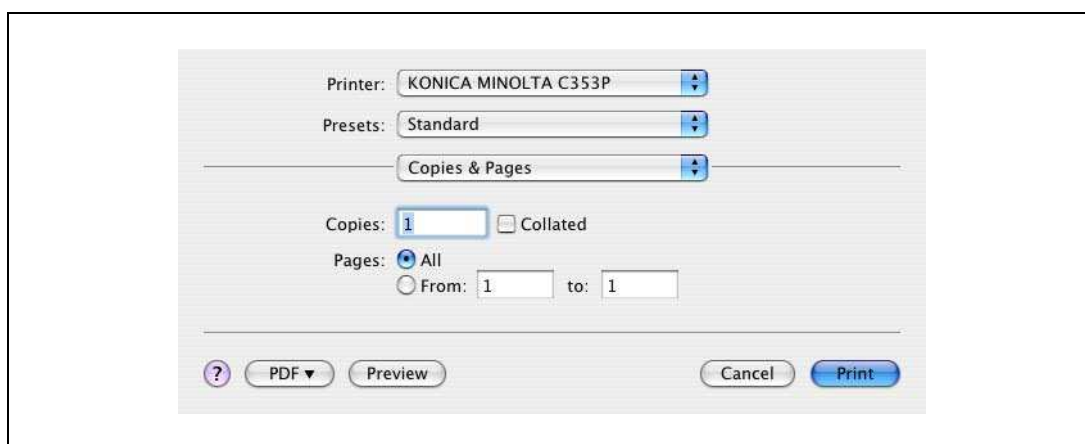 Printer: KONICA MINOLTA C353P
Presets: Standard
Copies & Pages
Copies: 1 Collated
Pages: All
From: 1 to: 1
? PDF ▼ Preview Cancel Print